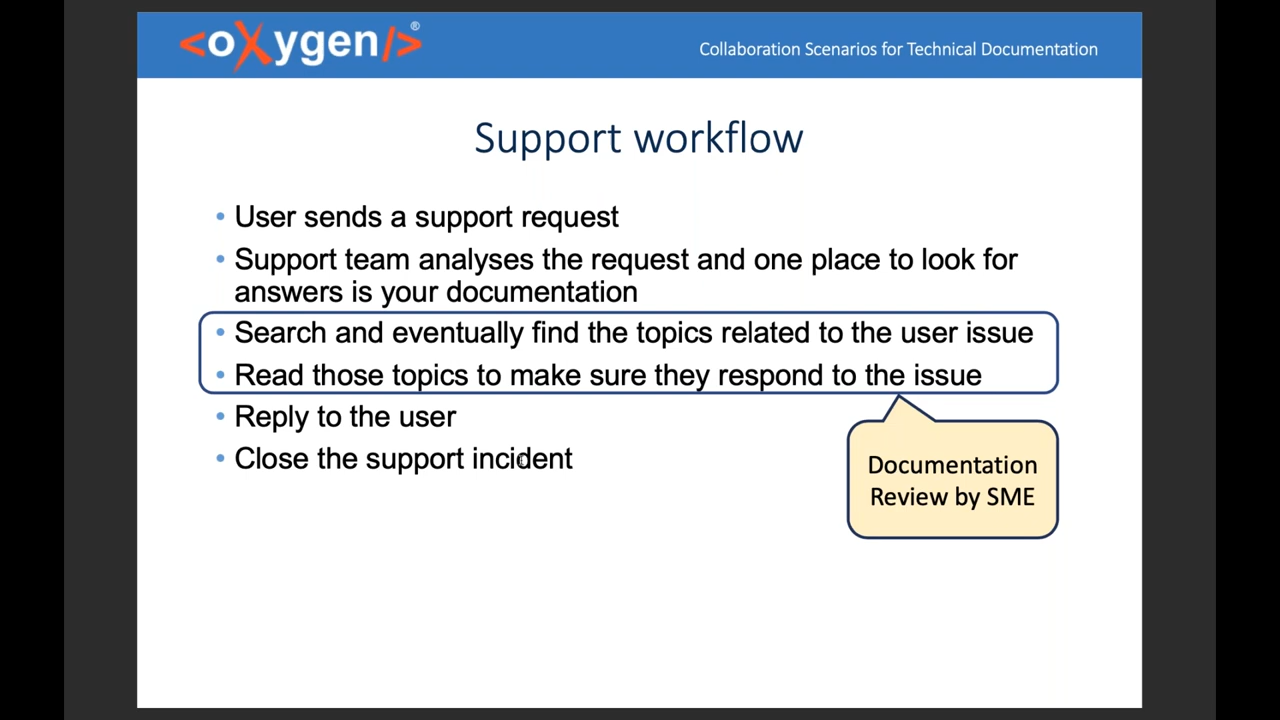 <oXygen/>®
Collaboration Scenarios for Technical Documentation
Support workflow
• User sends a support request
• Support team analyses the request and one place to look for
answers is your documentation
• Search and eventually find the topics related to the user issue
• Read those topics to make sure they respond to the issue
• Reply to the user
• Close the support incident
Documentation
Review by SME